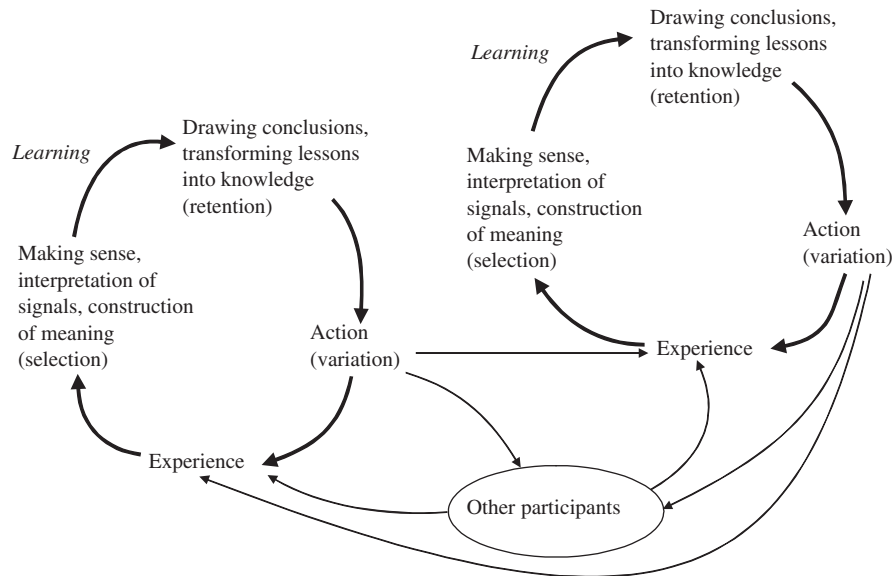 Drawing conclusions,
transforming lessons
into knowledge
(retention)
Learning
Making sense,
interpretation of
signals, construction
of meaning
(selection)
Action
(variation)
Experience
Drawing conclusions,
transforming lessons
into knowledge
(retention)
Learning
Making sense,
interpretation of
signals, construction
of meaning
(selection)
Action
(variation)
Experience
Other participants